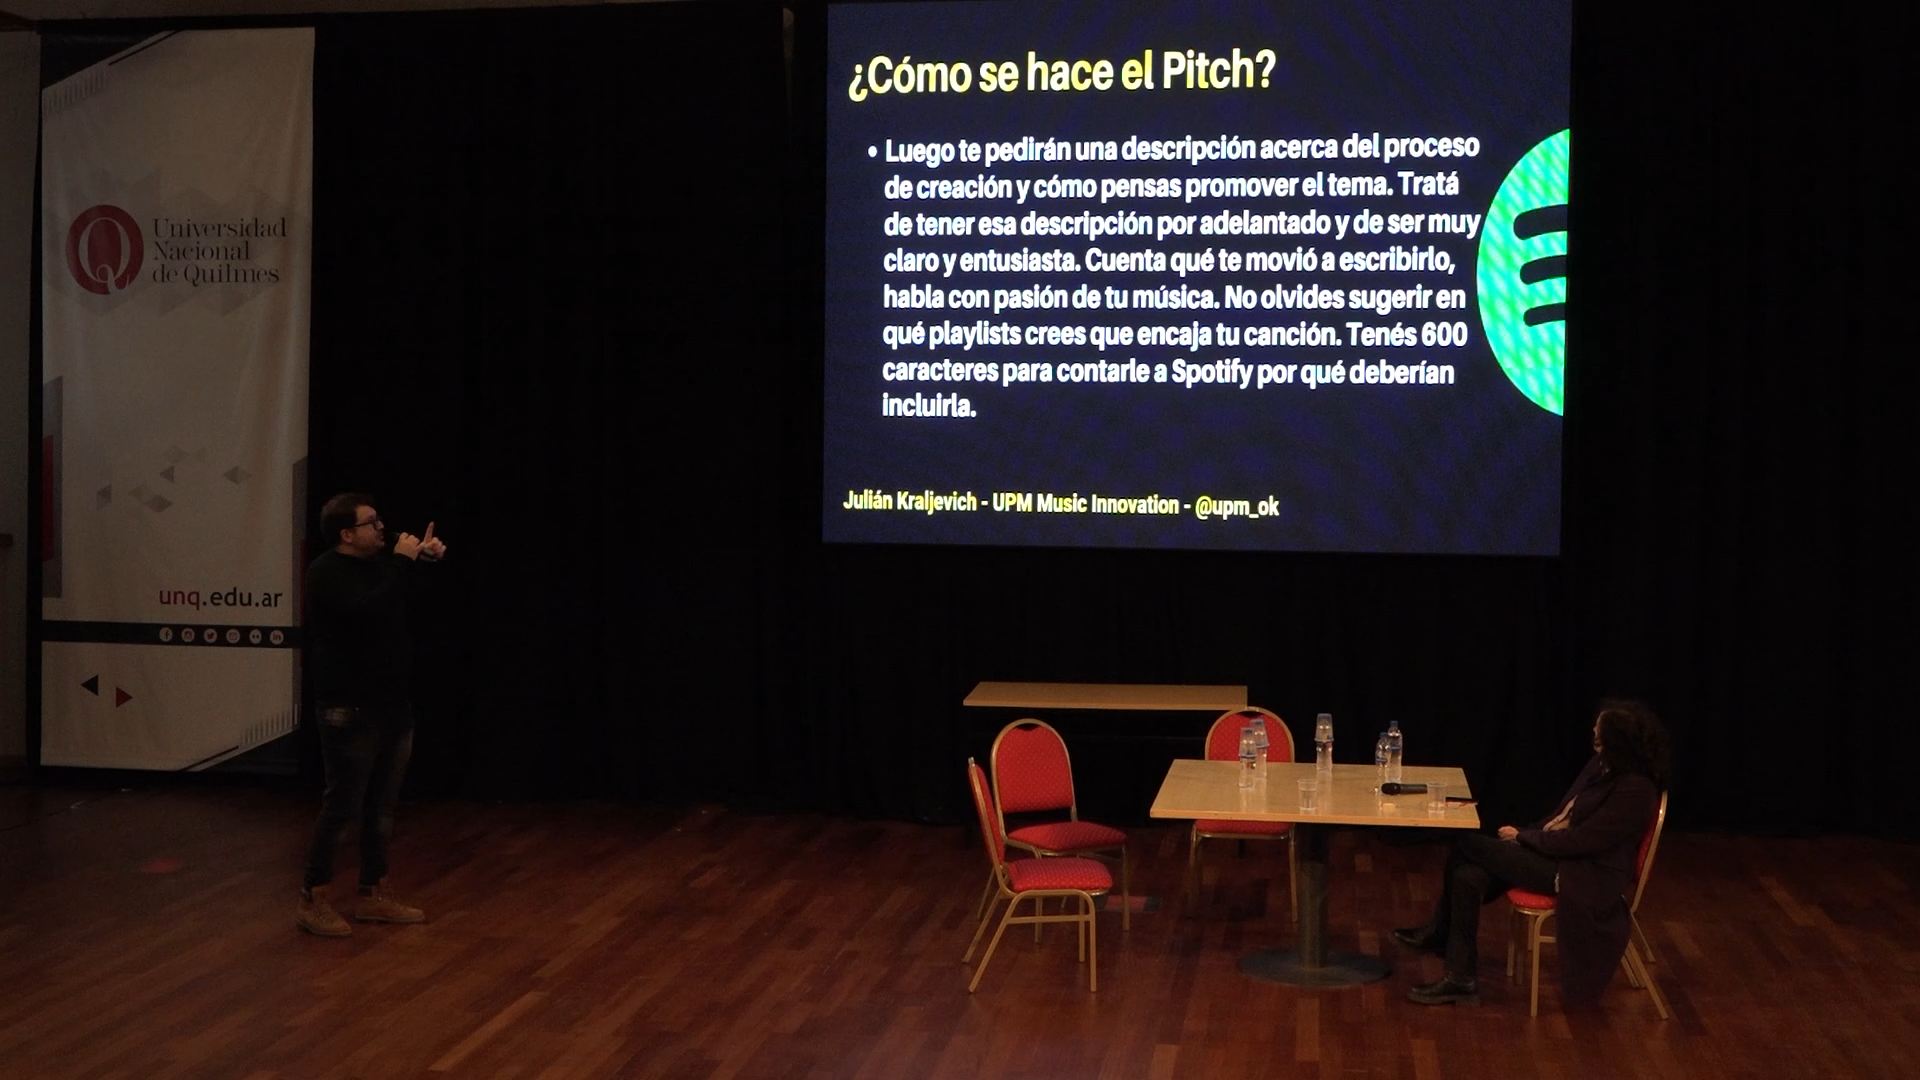 ¿Cómo se hace el Pitch?
• Luego te pedirán una descripción acerca del proceso
de creación y cómo pensas promover el tema. Tratá
de tener esa descripción por adelantado y de ser muy
claro y entusiasta. Cuenta qué te movió a escribirlo,
habla con pasión de tu música. No olvides sugerir en
qué playlists crees que encaja tu canción. Tenés 600
caracteres para contarle a Spotify por qué deberían
incluirla.
Julián Kraljevich - UPM Music Innovation - @upm_ok
Universidad
Nacional
de Quilmes
unq.edu.ar